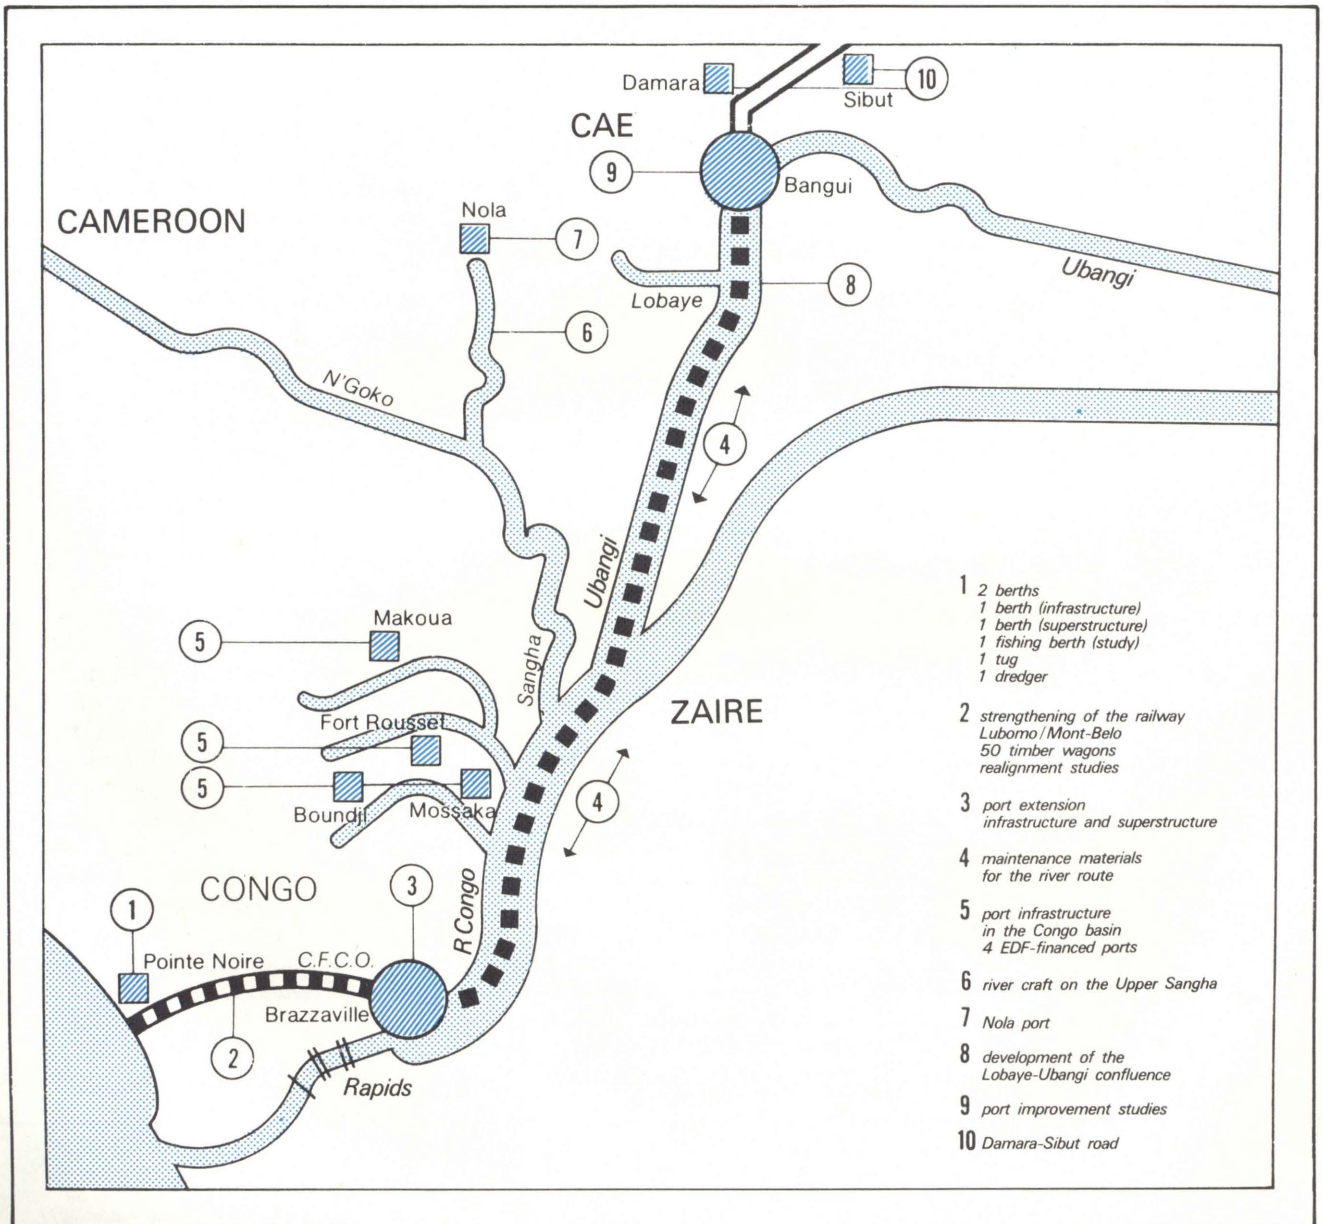 Damara
Sibut
10
CAE
9
Bangui
CAMEROON
Nola
7
Ubangi
Lobaye
8
6
N'Goko
4
Ubangi
Makoua
5
Sangha
Fort Rousset
5
ZAIRE
5
Boundji
Mossaka
4
CONGO
3
1
R Congo
Pointe Noire
C.F.C.O.
Brazzaville
2
Rapids
1 2 berths
1 berth (infrastructure)
1 berth (superstructure)
1 fishing berth (study)
1 tug
1 dredger
2 strengthening of the railway
Lubomo/Mont-Belo
50 timber wagons
realignment studies
3 port extension
infrastructure and superstructure
4 maintenance materials
for the river route
5 port infrastructure
in the Congo basin
4 EDF-financed ports
6 river craft on the Upper Sangha
7 Nola port
8 development of the
Lobaye-Ubangi confluence
9 port improvement studies
10 Damara-Sibut road